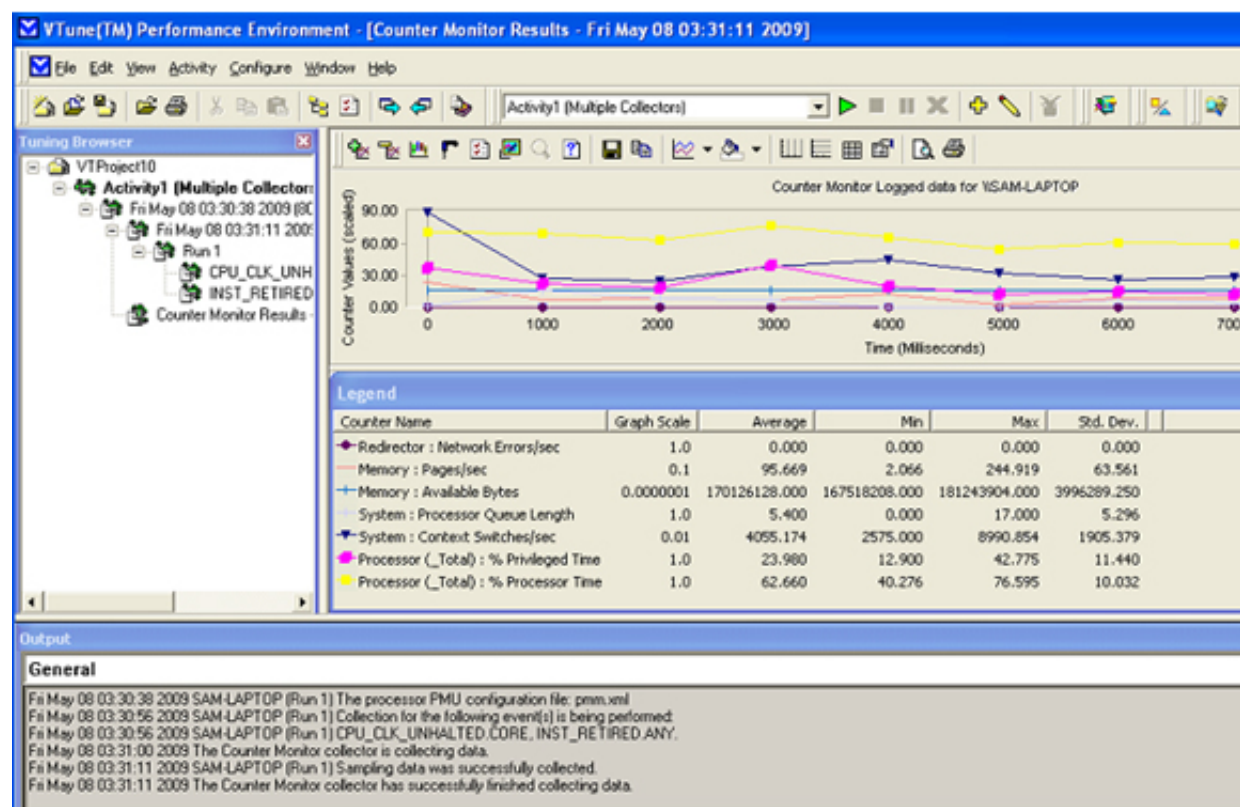 VTune(TM) Performance Environment - [Counter Monitor Results - Fri May 08 03:31:11 2009]
File Edit View Activity Configure Window Help
Activity1 (Multiple Collectors)
Tuning Browser
VTProject10
Activity1 (Multiple Collector
Fri May 08 03:30:38 2009
Fri May 08 03:31:11 200
Run 1
CPU_CLK_UNH
INST_RETIRED
Counter Monitor Results -
Counter Monitor Logged data for \\SAM-LAPTOP
Counter Values (scaled)
90.00
60.00
30.00
0.00
0 1000 2000 3000 4000 5000 6000 700
Time (Milliseconds)
Legend
Counter Name Graph Scale Average Min Max Std. Dev.
Redirector : Network Errors/sec 1.0 0.000 0.000 0.000 0.000
Memory : Pages/sec 0.1 95.669 2.066 244.919 63.561
Memory : Available Bytes 0.0000001 170126128.000 167518208.000 181243904.000 3996289.250
System : Processor Queue Length 1.0 5.400 0.000 17.000 5.296
System : Context Switches/sec 0.01 4055.174 2575.000 8990.854 1905.379
Processor (_Total) : % Privileged Time 1.0 23.980 12.900 42.775 11.440
Processor (_Total) : % Processor Time 1.0 62.660 40.276 76.595 10.032
Output
General
Fri May 08 03:30:38 2009 SAM-LAPTOP (Run 1) The processor PMU configuration file: pmm.xml
Fri May 08 03:30:56 2009 SAM-LAPTOP (Run 1) Collection for the following event(s) is being performed:
Fri May 08 03:30:56 2009 SAM-LAPTOP (Run 1) CPU_CLK_UNHALTED.CORE, INST_RETIRED.ANY.
Fri May 08 03:31:00 2009 The Counter Monitor collector is collecting data.
Fri May 08 03:31:11 2009 SAM-LAPTOP (Run 1) Sampling data was successfully collected.
Fri May 08 03:31:11 2009 The Counter Monitor collector has successfully finished collecting data.